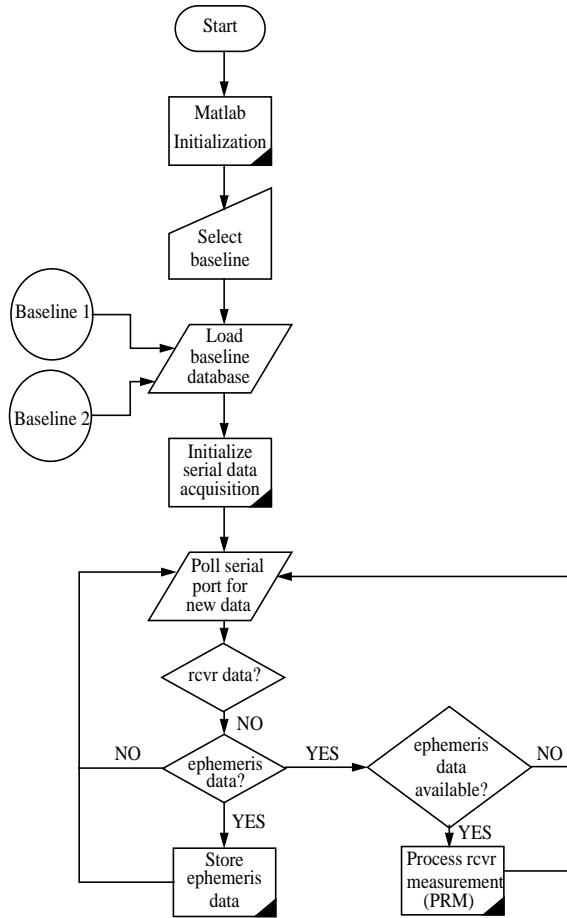 Start
Matlab
Initialization
Select
baseline
Baseline 1
Load
baseline
database
Baseline 2
Initialize
serial data
acquisition
Poll serial
port for
new data
rcvr data?
NO
NO
ephemeris
data?
YES
ephemeris
data
available?
NO
YES
YES
Store
ephemeris
data
Process rcvr
measurement
(PRM)